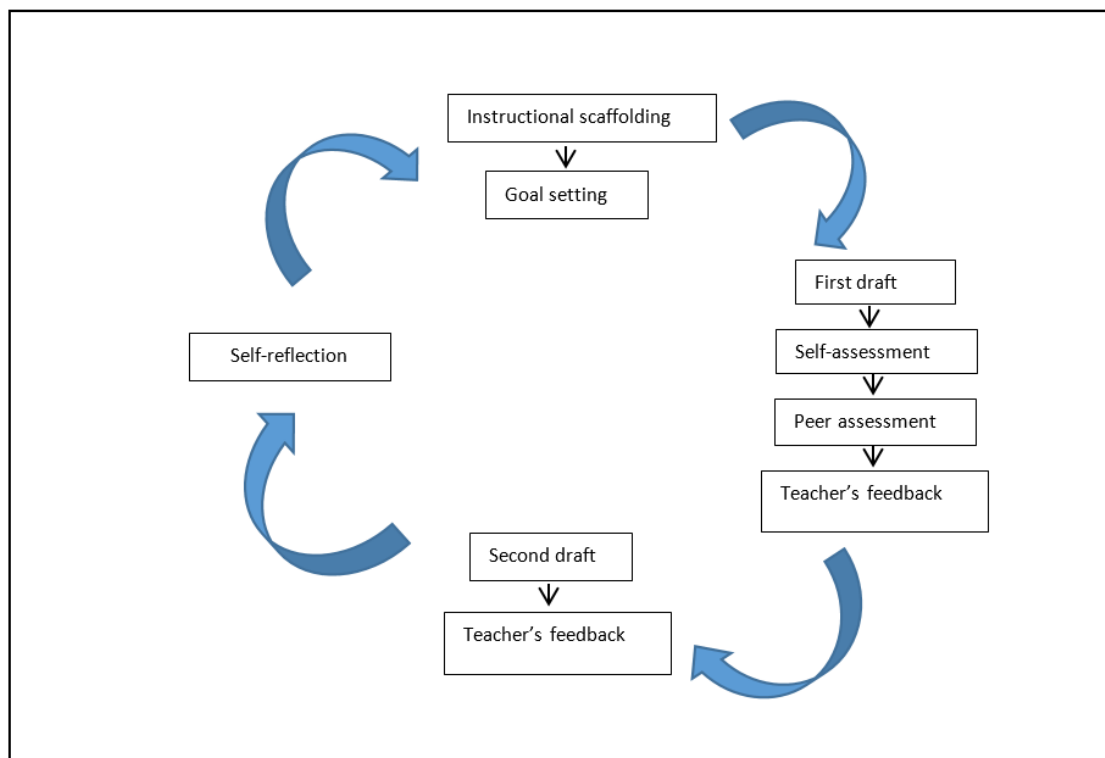 Instructional scaffolding
Goal setting
First draft
Self-assessment
Peer assessment
Teacher’s feedback
Second draft
Teacher’s feedback
Self-reflection